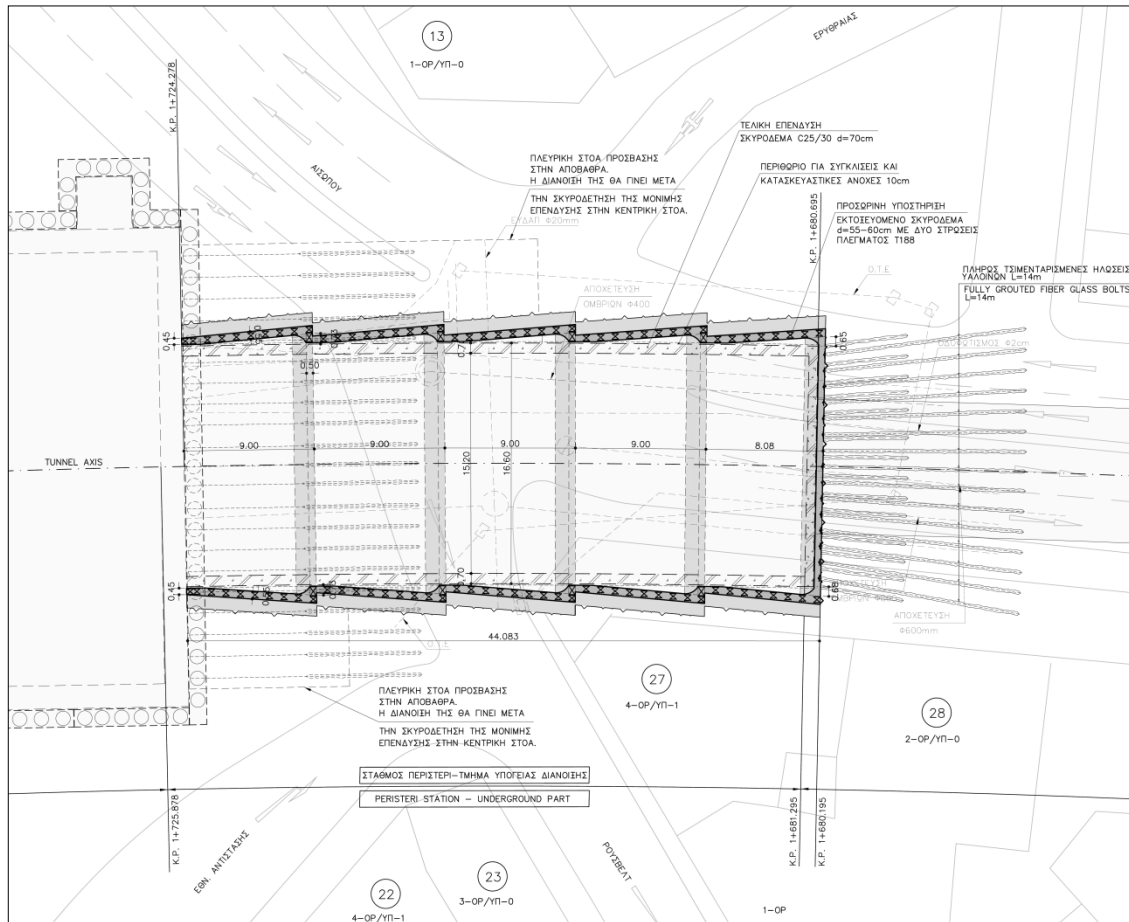 13
1-ΟΡ/ΥΠ-0
ΕΡΥΘΡΑΙΑΣ
Κ.Ρ. 1+724.278
ΑΙΣΩΠΟΥ
ΤΕΛΙΚΗ ΕΠΕΝΔΥΣΗ
ΣΚΥΡΟΔΕΜΑ C25/30 d=70cm
ΠΛΕΥΡΙΚΗ ΣΤΟΑ ΠΡΟΣΒΑΣΗΣ
ΣΤΗΝ ΑΠΟΒΑΘΡΑ.
Η ΔΙΑΝΟΙΞΗ ΤΗΣ ΘΑ ΓΙΝΕΙ ΜΕΤΑ
ΤΗΝ ΣΚΥΡΟΔΕΤΗΣΗ ΤΗΣ ΜΟΝΙΜΗΣ
ΕΠΕΝΔΥΣΗΣ ΣΤΗΝ ΚΕΝΤΡΙΚΗ ΣΤΟΑ.
ΕΥΔΑΠ Φ20mm
ΠΕΡΙΘΩΡΙΟ ΓΙΑ ΣΥΓΚΛΙΣΕΙΣ ΚΑΙ
ΚΑΤΑΣΚΕΥΑΣΤΙΚΕΣ ΑΝΟΧΕΣ 10cm
Κ.Ρ. 1+680.695
ΠΡΟΣΩΡΙΝΗ ΥΠΟΣΤΗΡΙΞΗ
ΕΚΤΟΞΕΥΟΜΕΝΟ ΣΚΥΡΟΔΕΜΑ
d=55-60cm ΜΕ ΔΥΟ ΣΤΡΩΣΕΙΣ
ΠΛΕΓΜΑΤΟΣ T188
Ο.Τ.Ε
ΠΛΗΡΩΣ ΤΣΙΜΕΝΤΑΡΙΣΜΕΝΕΣ ΗΛΩΣΕΙΣ
ΥΑΛΟΙΝΩΝ L=14m
FULLY GROUTED FIBER GLASS BOLTS
L=14m
ΑΠΟΧΕΤΕΥΣΗ
ΟΜΒΡΙΩΝ Φ400
0.45
0.65
0.50
9.00
9.00
9.00
9.00
8.08
TUNNEL AXIS
15.20
16.60
0.45
0.68
ΑΠΟΧΕΤΕΥΣΗ
Φ600mm
44.083
Ο.Τ.Ε
27
4-ΟΡ/ΥΠ-1
28
2-ΟΡ/ΥΠ-0
ΠΛΕΥΡΙΚΗ ΣΤΟΑ ΠΡΟΣΒΑΣΗΣ
ΣΤΗΝ ΑΠΟΒΑΘΡΑ.
Η ΔΙΑΝΟΙΞΗ ΤΗΣ ΘΑ ΓΙΝΕΙ ΜΕΤΑ
ΤΗΝ ΣΚΥΡΟΔΕΤΗΣΗ ΤΗΣ ΜΟΝΙΜΗΣ
ΕΠΕΝΔΥΣΗΣ ΣΤΗΝ ΚΕΝΤΡΙΚΗ ΣΤΟΑ.
ΣΤΑΘΜΟΣ ΠΕΡΙΣΤΕΡΙ-ΤΜΗΜΑ ΥΠΟΓΕΙΑΣ ΔΙΑΝΟΙΞΗΣ
PERISTERI STATION - UNDERGROUND PART
Κ.Ρ. 1+725.878
Κ.Ρ. 1+681.295
Κ.Ρ. 1+680.195
ΕΘΝ. ΑΝΤΙΣΤΑΣΗΣ
ΡΟΥΣΒΕΛΤ
22
4-ΟΡ/ΥΠ-1
23
3-ΟΡ/ΥΠ-0
1-ΟΡ